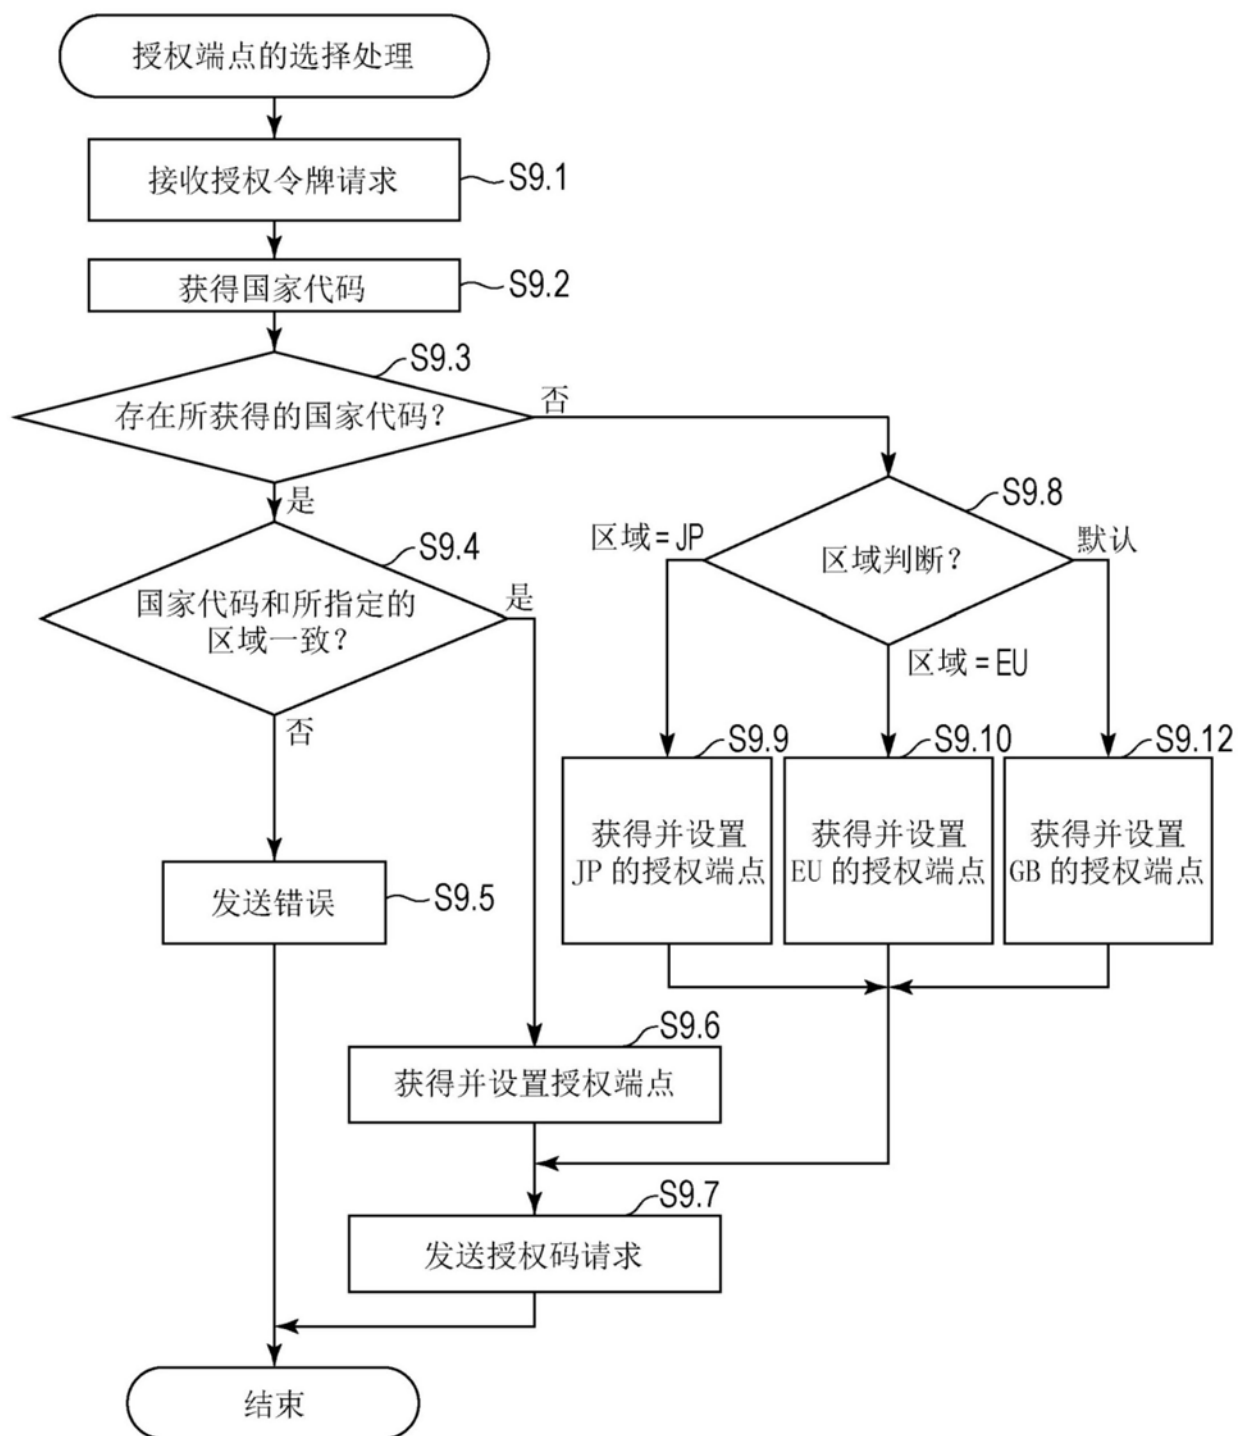 授权端点的选择处理
接收授权令牌请求
S9.1
获得国家代码
S9.2
S9.3
存在所获得的国家代码？
否
是
S9.8
区域 = JP
区域判断？
默认
S9.4
国家代码和所指定的
区域一致？
是
区域 = EU
否
S9.9
S9.10
S9.12
获得并设置
JP 的授权端点
获得并设置
EU 的授权端点
获得并设置
GB 的授权端点
发送错误
S9.5
S9.6
获得并设置授权端点
S9.7
发送授权码请求
结束